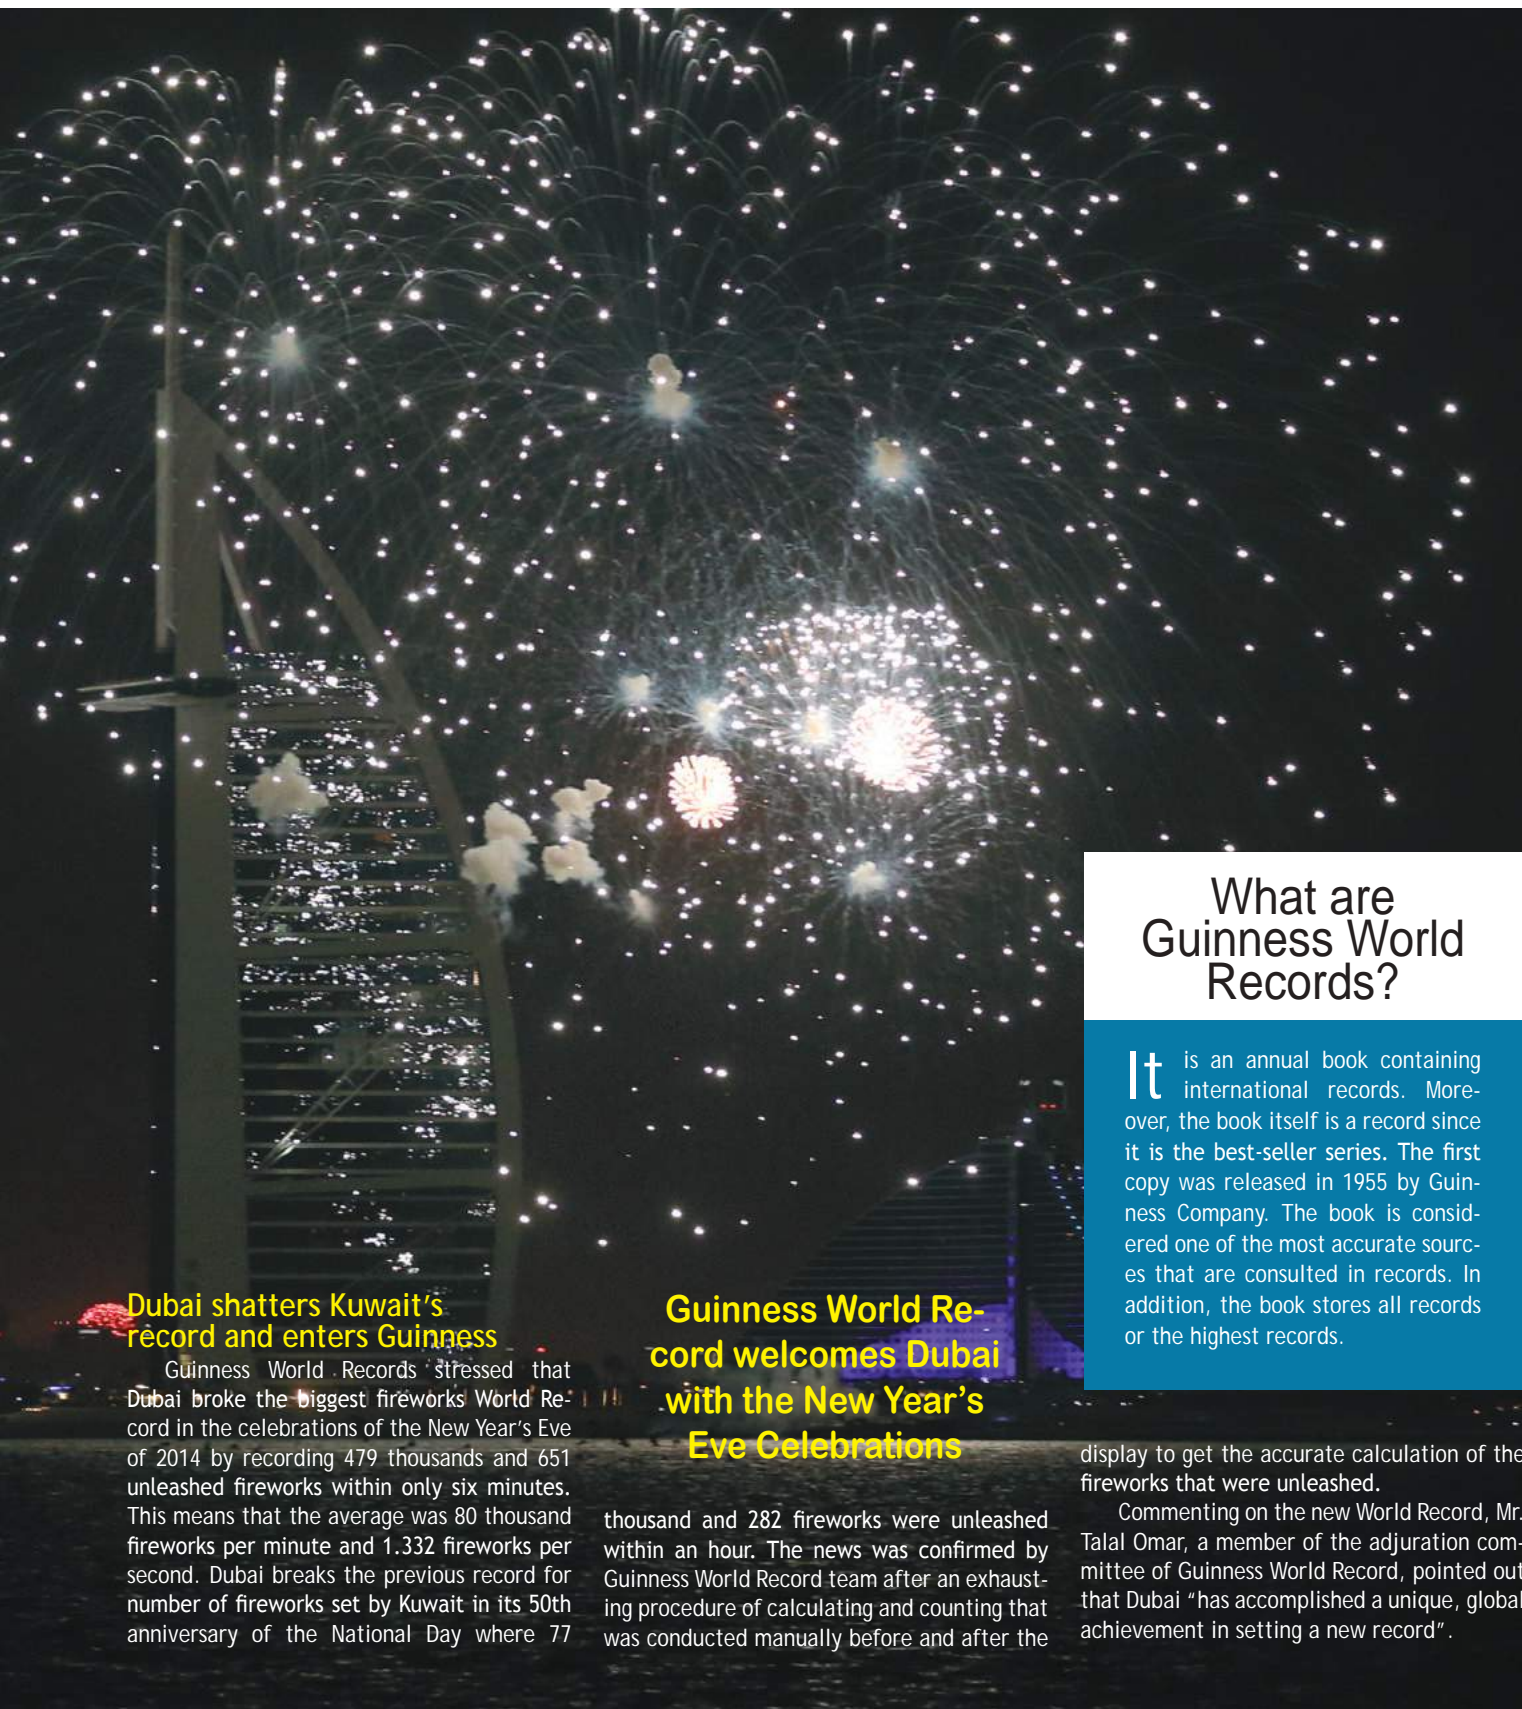 Dubai shatters Kuwait's
record and enters Guinness
Guinness World Records stressed that
Dubai broke the biggest fireworks World Re-
cord in the celebrations of the New Year's Eve
of 2014 by recording 479 thousands and 651
unleashed fireworks within only six minutes.
This means that the average was 80 thousand
fireworks per minute and 1.332 fireworks per
second. Dubai breaks the previous record for
number of fireworks set by Kuwait in its 50th
anniversary of the National Day where 77
Guinness World Re-
cord welcomes Dubai
with the New Year's
Eve Celebrations
thousand and 282 fireworks were unleashed
within an hour. The news was confirmed by
Guinness World Record team after an exhaust-
ing procedure of calculating and counting that
was conducted manually before and after the
display to get the accurate calculation of the
fireworks that were unleashed.
Commenting on the new World Record, Mr.
Talal Omar, a member of the adjuration com-
mittee of Guinness World Record, pointed out
that Dubai "has accomplished a unique, global
achievement in setting a new record".
What are
Guinness World
Records?
It is an annual book containing
international records. More-
over, the book itself is a record since
it is the best-seller series. The first
copy was released in 1955 by Guin-
ness Company. The book is consid-
ered one of the most accurate sourc-
es that are consulted in records. In
addition, the book stores all records
or the highest records.